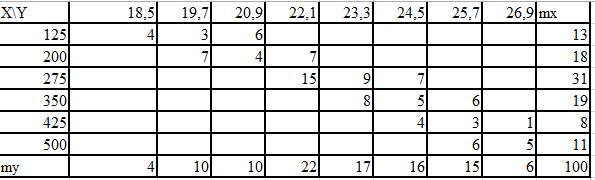 X\Y 18,5 19,7 20,9 22,1 23,3 24,5 25,7 26,9 mx
125 4 3 6 13
200 7 4 7 18
275 15 9 7 31
350 8 5 6 19
425 4 3 1 8
500 6 5 11
my 4 10 10 22 17 16 15 6 100